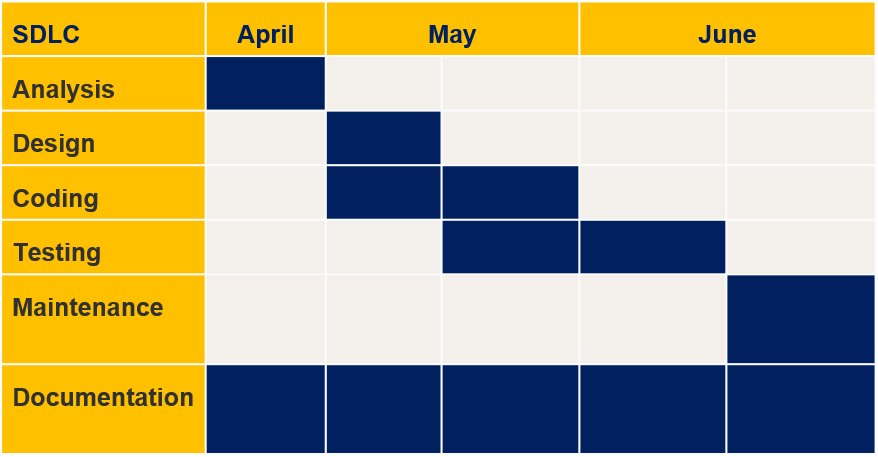 SDLC April May June
Analysis
Design
Coding
Testing
Maintenance
Documentation